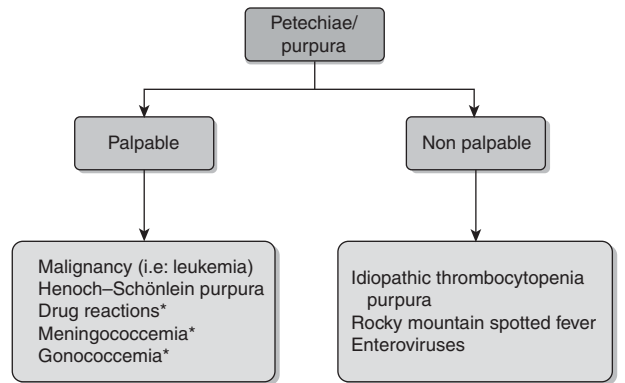 Petechiae/
purpura
Palpable
Non palpable
Malignancy (i.e: leukemia)
Henoch–Schönlein purpura
Drug reactions*
Meningococcemia*
Gonococcemia*
Idiopathic thrombocytopenia
purpura
Rocky mountain spotted fever
Enteroviruses